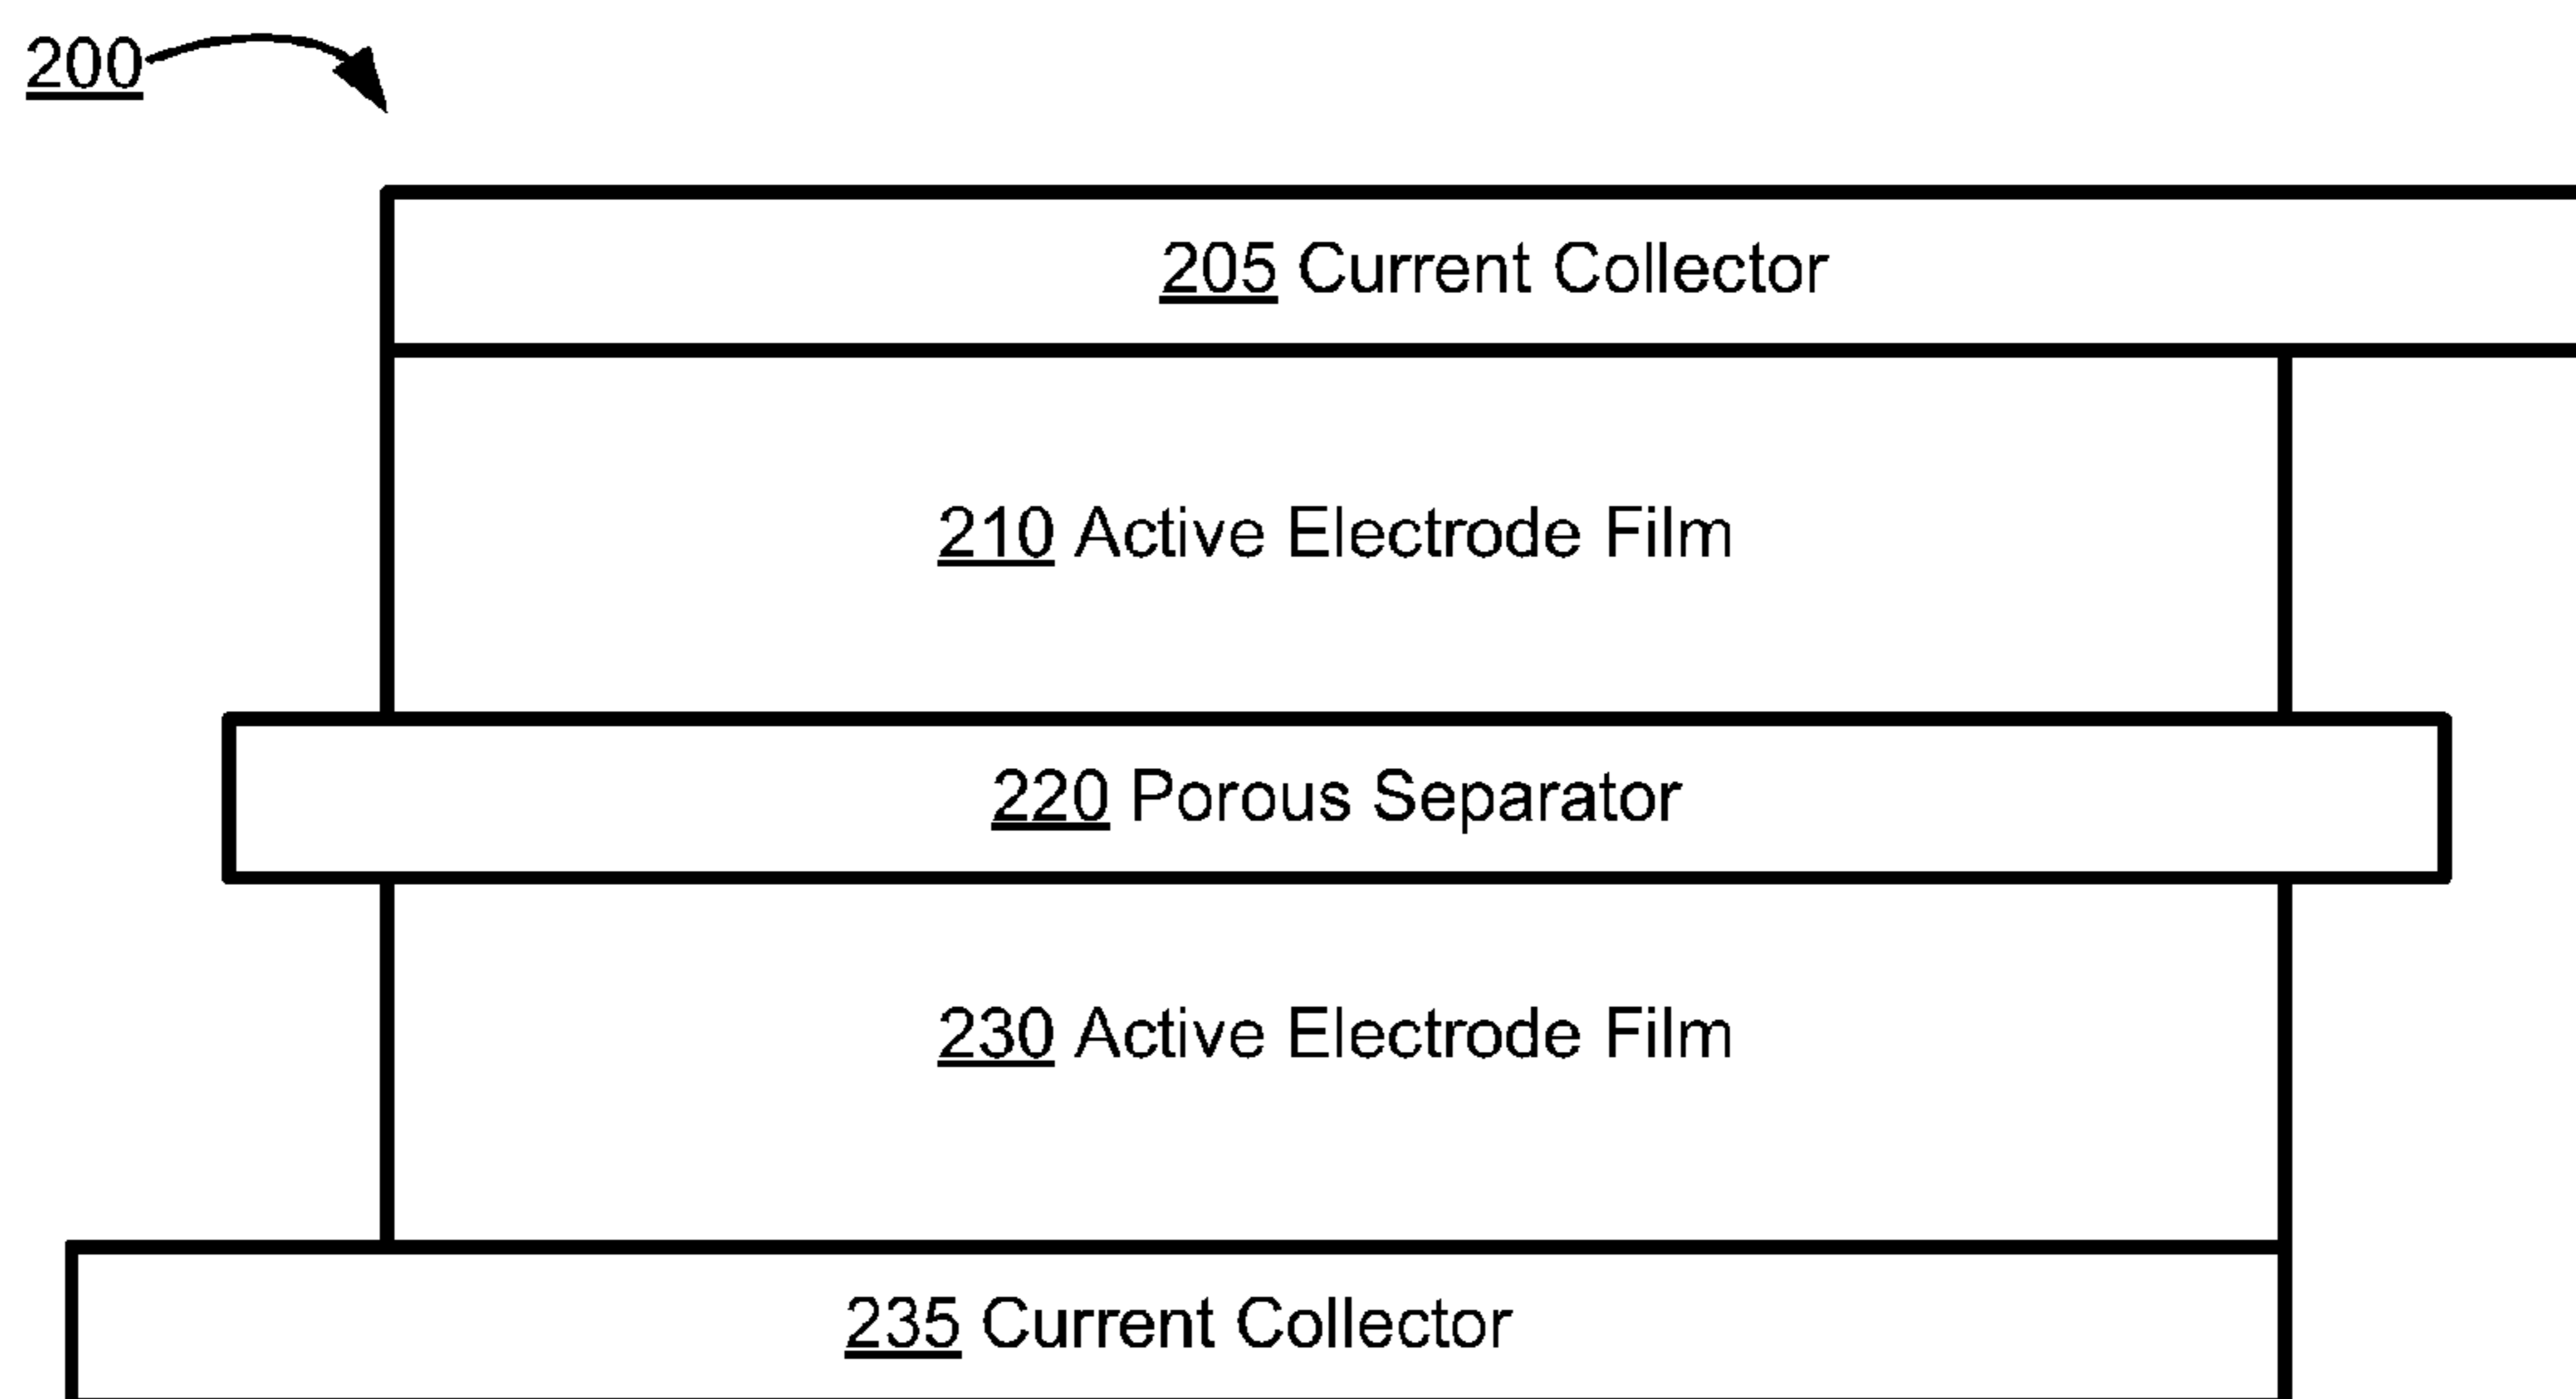 200
205 Current Collector
210 Active Electrode Film
220 Porous Separator
230 Active Electrode Film
235 Current Collector